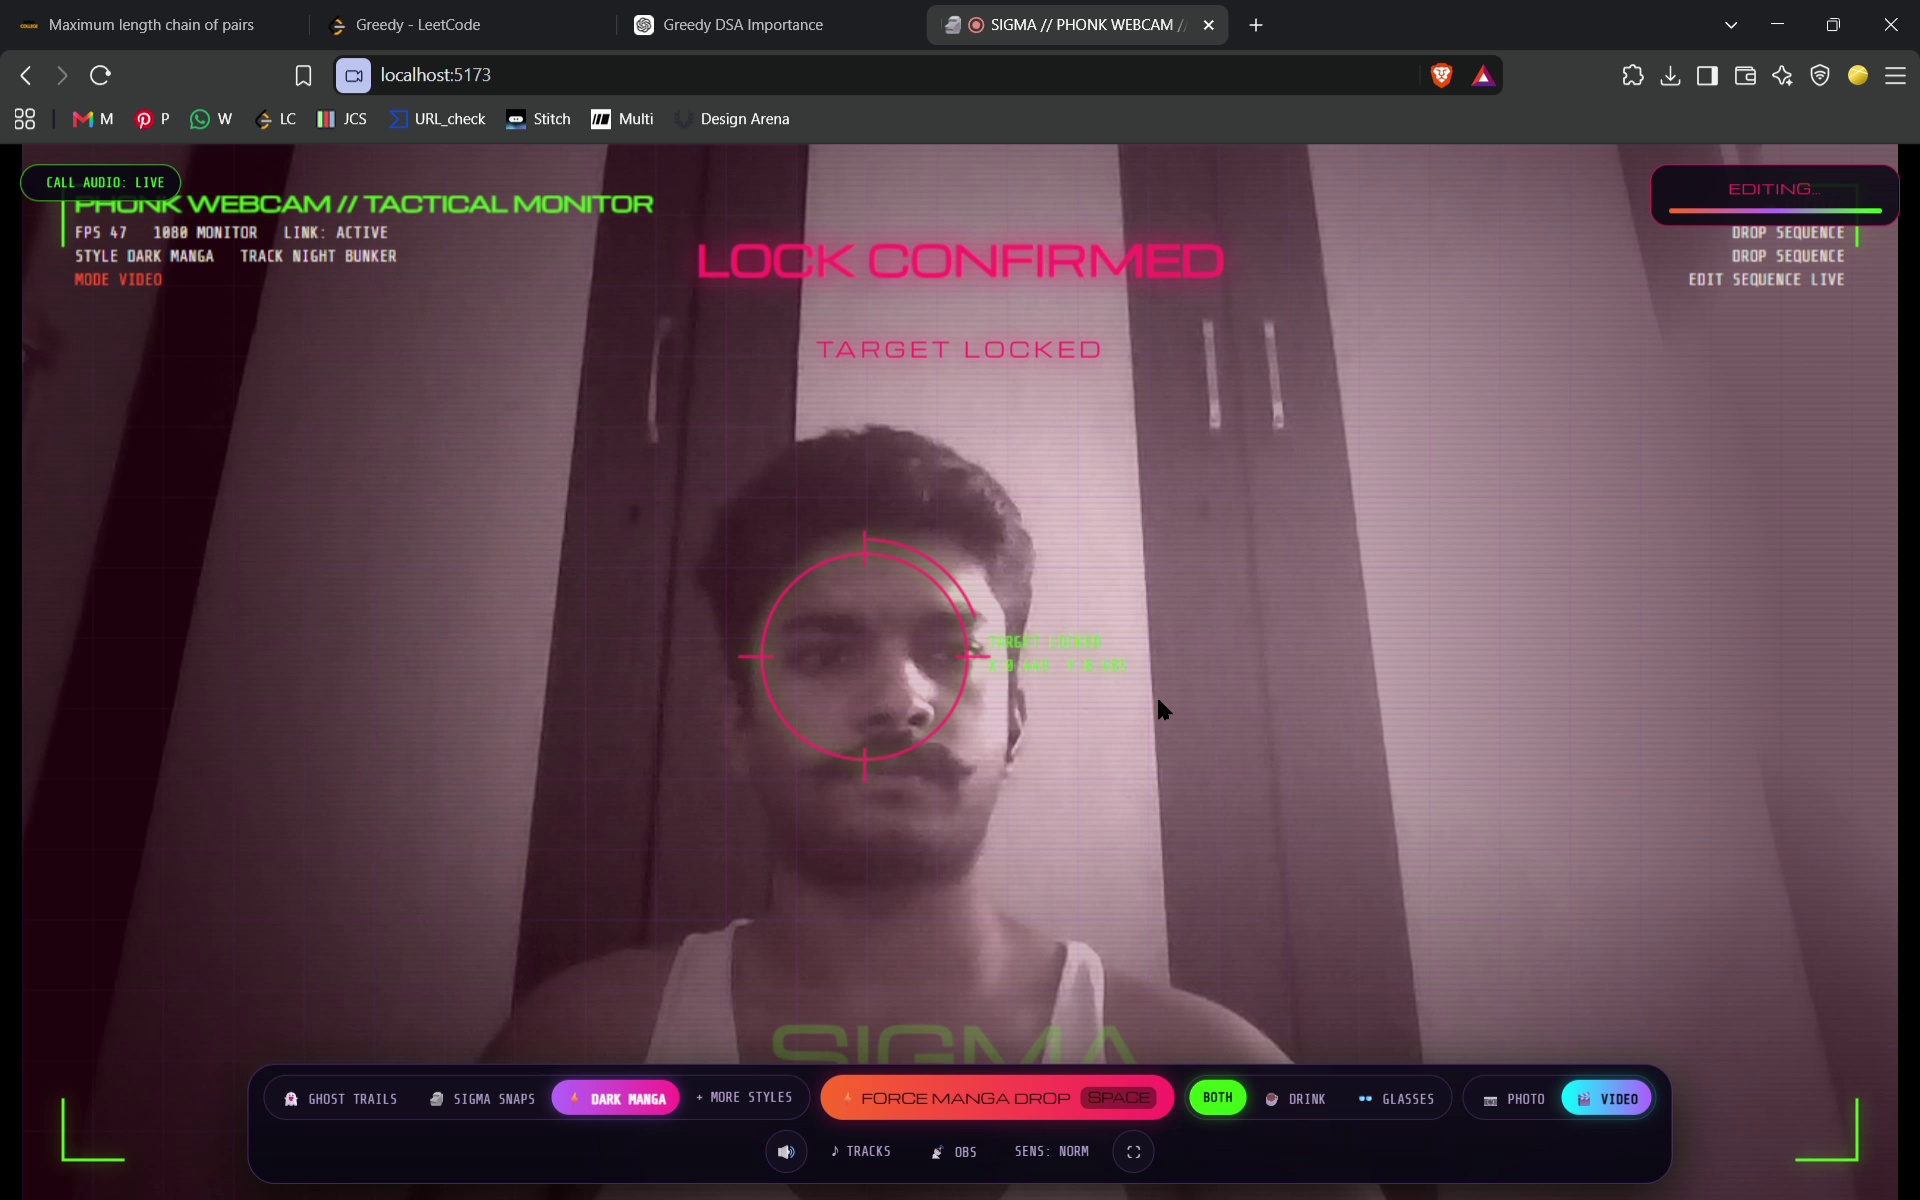 Maximum length chain of pairs
Greedy - LeetCode
Greedy DSA Importance
SIGMA // PHONK WEBCAM //
localhost:5173
M
P
W
LC
JCS
URL_check
Stitch
Multi
Design Arena
CALL AUDIO: LIVE
PHONK WEBCAM // TACTICAL MONITOR
FPS 47 1080 MONITOR LINK: ACTIVE
STYLE DARK MANGA TRACK NIGHT BUNKER
MODE VIDEO
EDITING...
DROP SEQUENCE
DROP SEQUENCE
EDIT SEQUENCE LIVE
LOCK CONFIRMED
TARGET LOCKED
TARGET LOCKED
SIGMA
GHOST TRAILS
SIGMA SNAPS
DARK MANGA
+ MORE STYLES
FORCE MANGA DROP SPACE
BOTH
DRINK
GLASSES
PHOTO
VIDEO
♪ TRACKS
OBS
SENS: NORM